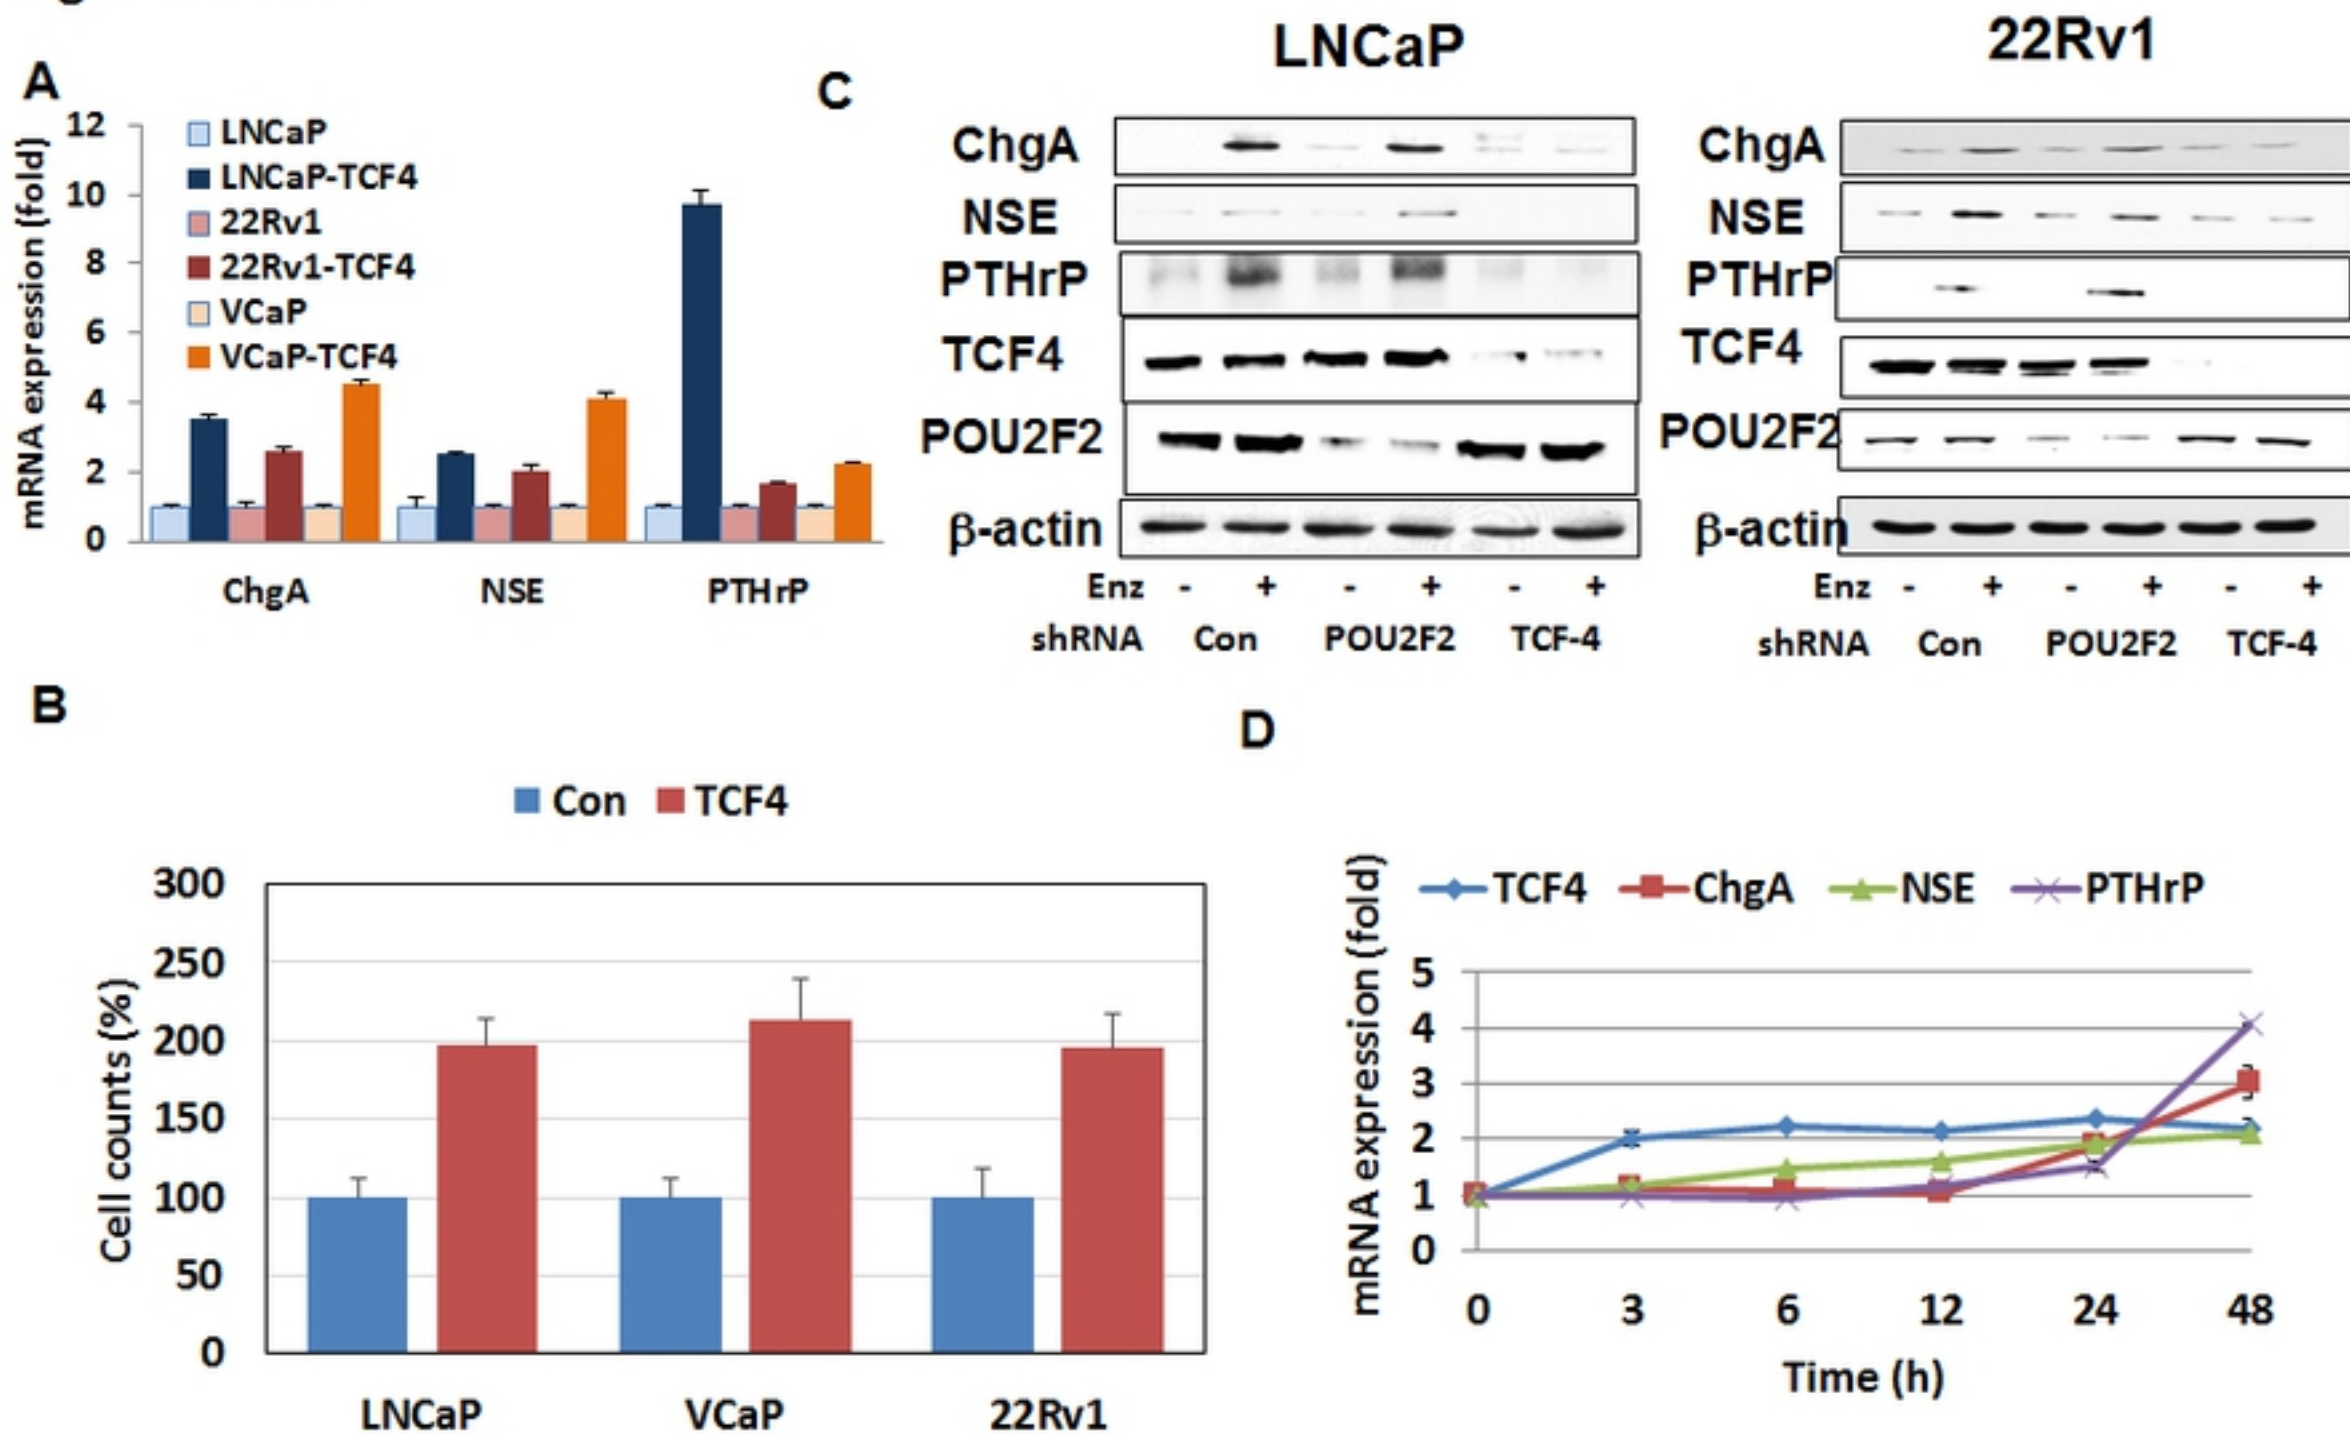 A
mRNA expression (fold)
12
10
8
6
4
2
0
LNCaP
LNCaP-TCF4
22Rv1
22Rv1-TCF4
VCaP
VCaP-TCF4
ChgA NSE PTHrP
C
LNCaP
ChgA
NSE
PTHrP
TCF4
POU2F2
β-actin
Enz - + - + - +
shRNA Con POU2F2 TCF-4
22Rv1
ChgA
NSE
PTHrP
TCF4
POU2F2
β-actin
Enz - + - + - +
shRNA Con POU2F2 TCF-4
B
Con TCF4
Cell counts (%)
300
250
200
150
100
50
0
LNCaP VCaP 22Rv1
D
TCF4 ChgA NSE PTHrP
mRNA expression (fold)
5
4
3
2
1
0
0 3 6 12 24 48
Time (h)